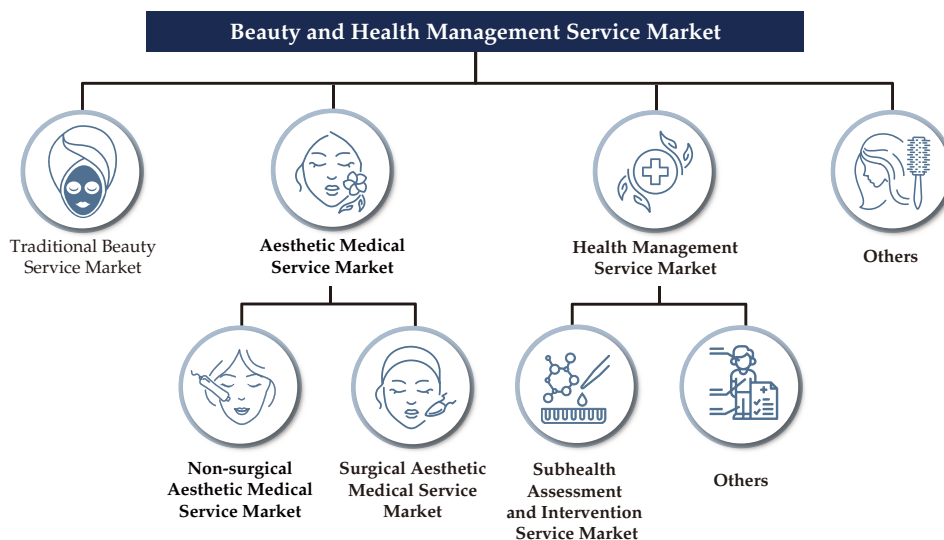 Beauty and Health Management Service Market
Traditional Beauty
Service Market
Aesthetic Medical
Service Market
Health Management
Service Market
Others
Non-surgical
Aesthetic Medical
Service Market
Surgical Aesthetic
Medical Service
Market
Subhealth
Assessment
and Intervention
Service Market
Others